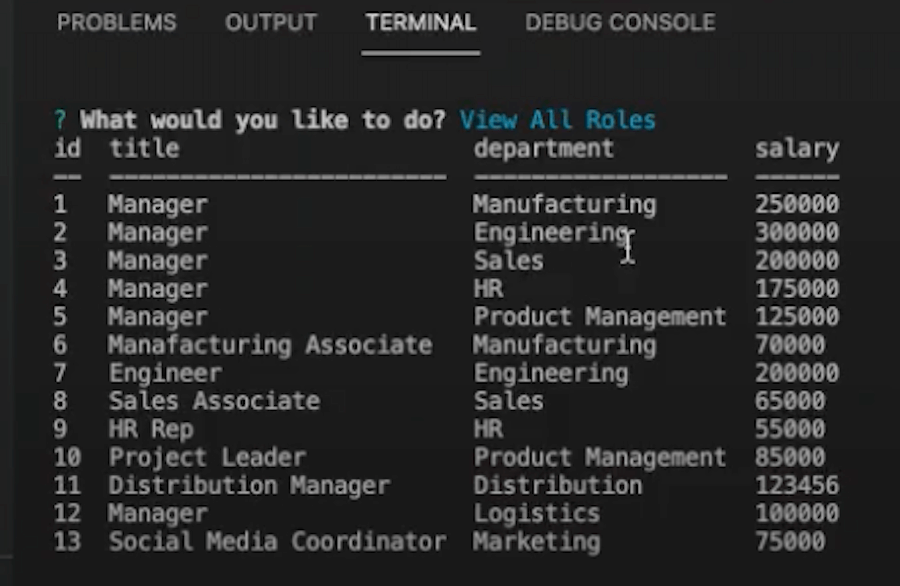 PROBLEMS OUTPUT TERMINAL DEBUG CONSOLE
? What would you like to do? View All Roles
id title department salary
-- ------------------------ ------------------ ------
1 Manager Manufacturing 250000
2 Manager Engineering 300000
3 Manager Sales 200000
4 Manager HR 175000
5 Manager Product Management 125000
6 Manafacturing Associate Manufacturing 70000
7 Engineer Engineering 200000
8 Sales Associate Sales 65000
9 HR Rep HR 55000
10 Project Leader Product Management 85000
11 Distribution Manager Distribution 123456
12 Manager Logistics 100000
13 Social Media Coordinator Marketing 75000